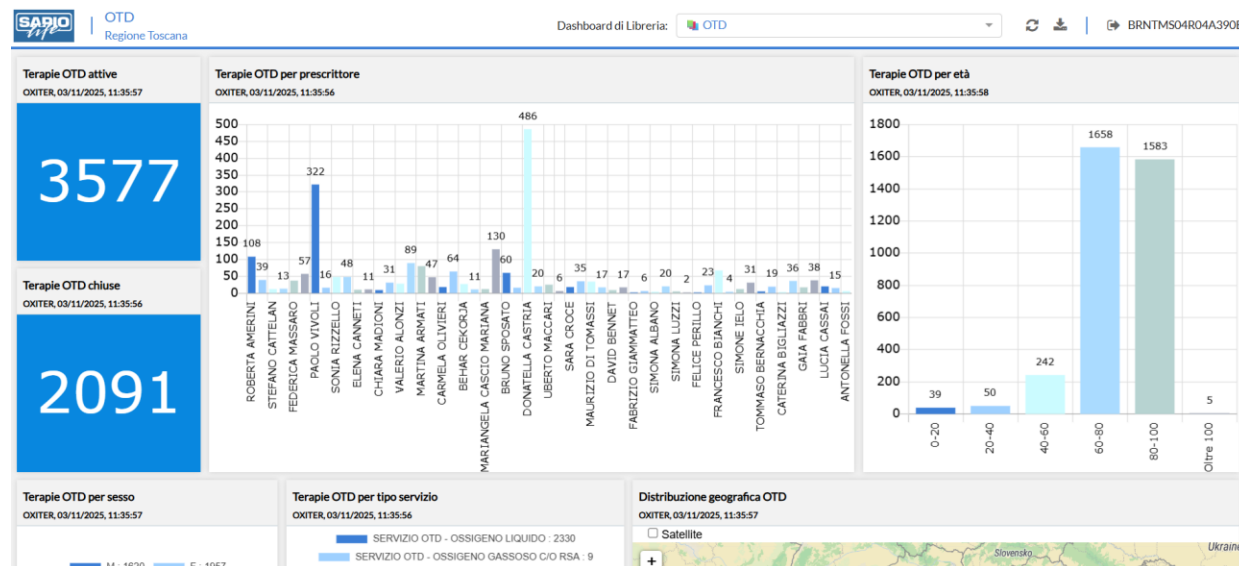 SAPIO
life
OTD
Regione Toscana
Dashboard di Libreria:
OTD
BRNTMS04R04A390E
Terapie OTD attive
OXITER, 03/11/2025, 11:35:57
3577
Terapie OTD chiuse
OXITER, 03/11/2025, 11:35:56
2091
Terapie OTD per prescrittore
OXITER, 03/11/2025, 11:35:56
500
450
400
350
300
250
200
150
100
50
0
108
39
13
57
322
16
48
11
31
89
47
64
11
130
60
486
20
6
35
17
17
6
20
2
23
4
31
19
36
38
15
ROBERTA AMERINI
STEFANO CATTELAN
FEDERICA MASSARO
PAOLO VIVOLI
SONIA RIZZELLO
ELENA CANNETI
CHIARA MADIONI
VALERIO ALONZI
MARTINA ARMATI
CARMELA OLIVIERI
BEHAR CEKORJA
MARIANGELA CASCIO MARIANA
BRUNO SPOSATO
DONATELLA CASTRIA
UBERTO MACCARI
SARA CROCE
MAURIZIO DI TOMASSI
DAVID BENNET
FABRIZIO GIAMMATTEO
SIMONA ALBANO
SIMONA LUZZI
FELICE PERILLO
FRANCESCO BIANCHI
SIMONE IELO
TOMMASO BERNACCHIA
CATERINA BIGLIAZZI
GAIA FABBRI
LUCIA CASSAI
ANTONELLA FOSSI
Terapie OTD per età
OXITER, 03/11/2025, 11:35:58
1800
1600
1400
1200
1000
800
600
400
200
0
39
50
242
1658
1583
5
0-20
20-40
40-60
60-80
80-100
Oltre 100
Terapie OTD per sesso
OXITER, 03/11/2025, 11:35:57
Terapie OTD per tipo servizio
OXITER, 03/11/2025, 11:35:56
SERVIZIO OTD - OSSIGENO LIQUIDO : 2330
SERVIZIO OTD - OSSIGENO GASSOSO C/O RSA : 9
Distribuzione geografica OTD
OXITER, 03/11/2025, 11:35:57
Satellite
+
Slovensko
Ukraine